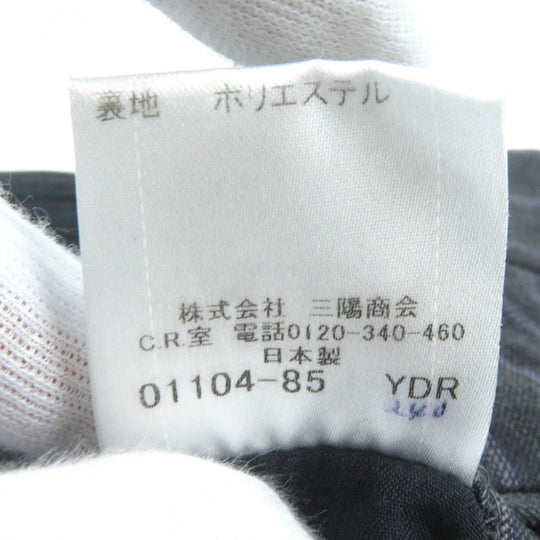 裏地 ポリエステル
株式会社 三陽商会
C.R.室 電話0120-340-460
日本製
01104-85 YDR